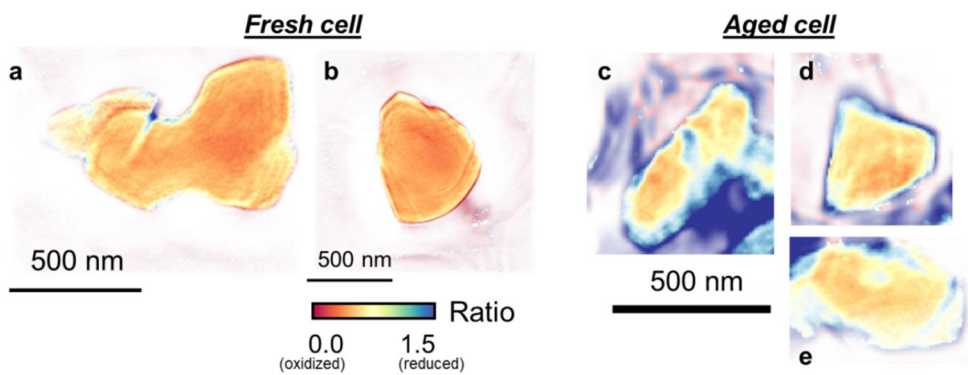 Fresh cell
Aged cell
a
b
c
d
500 nm
500 nm
500 nm
Ratio
0.0
1.5
(oxidized)
(reduced)
e